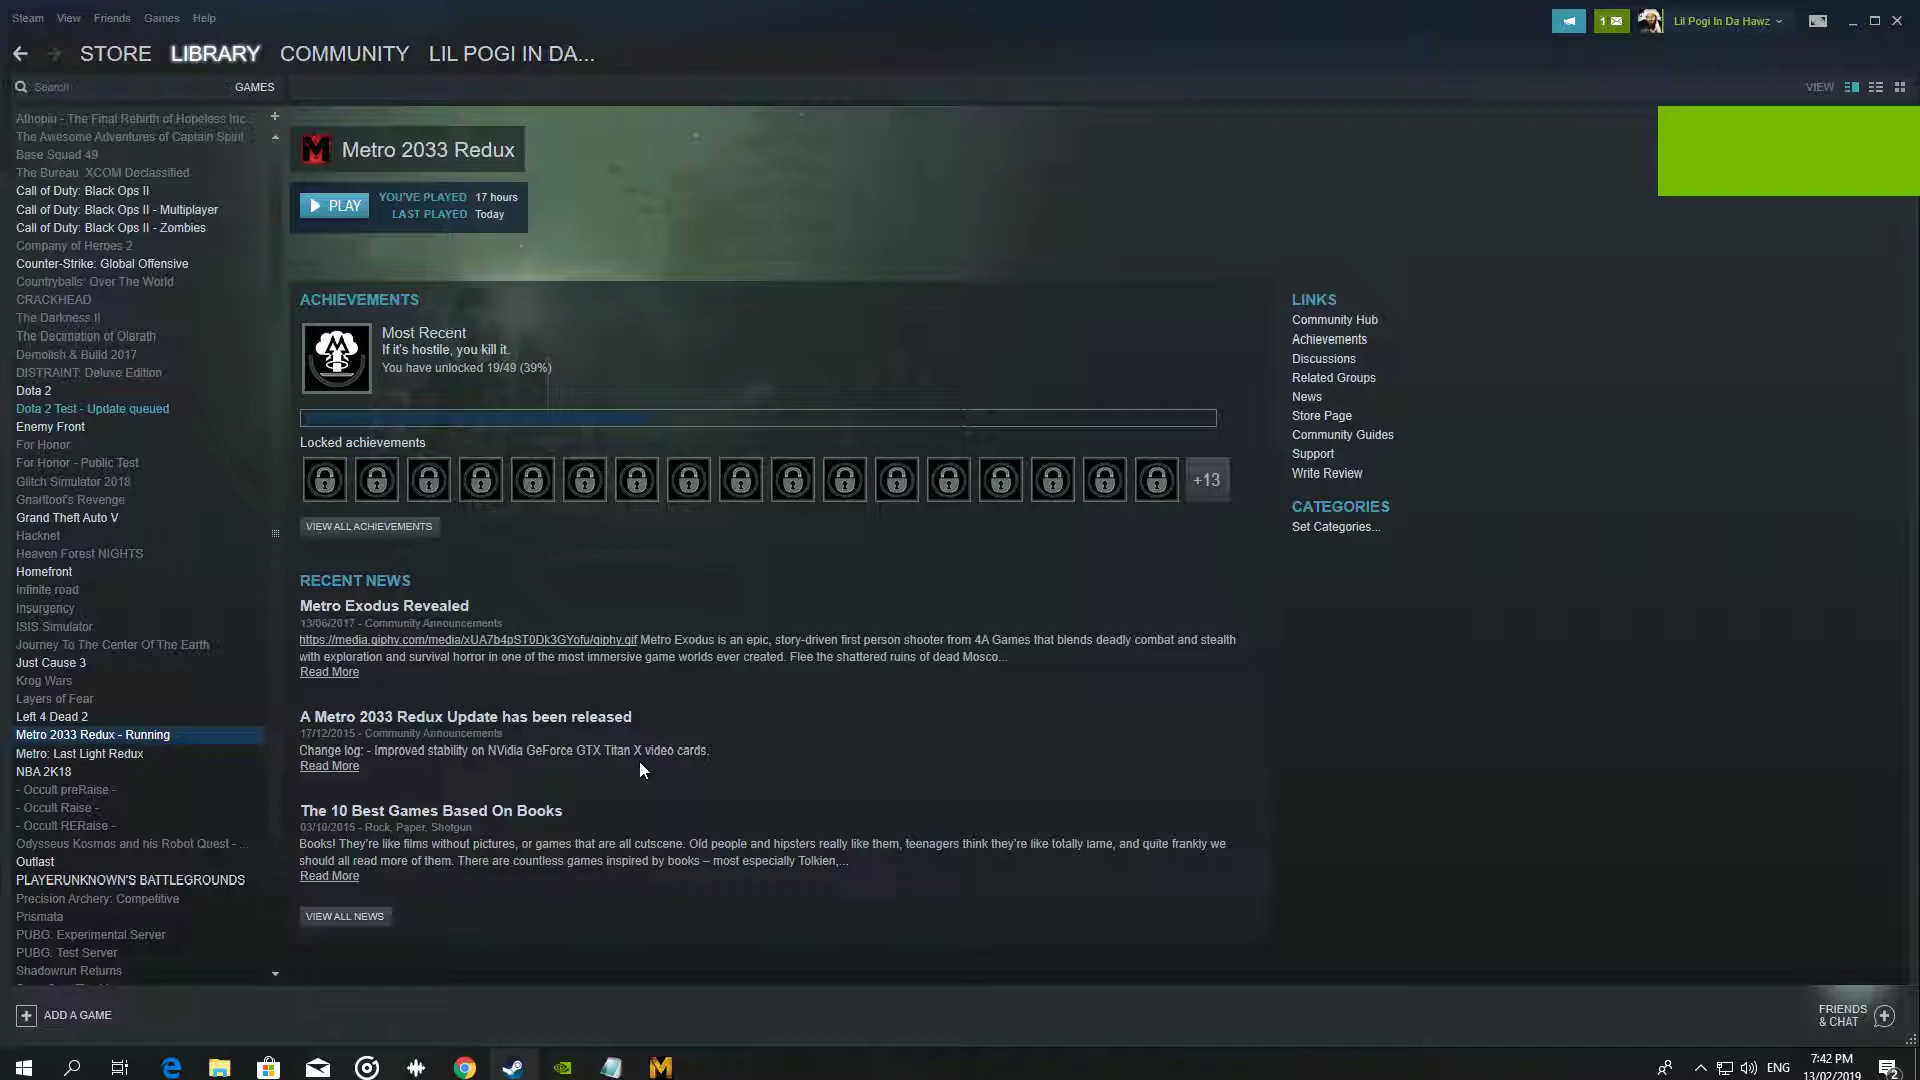 Steam View Friends Games Help
1
Lil Pogi In Da Hawz
STORE LIBRARY COMMUNITY LIL POGI IN DA...
Search GAMES
VIEW
Athopiu - The Final Rebirth of Hopeless Inc...
The Awesome Adventures of Captain Spirit
Base Squad 49
The Bureau: XCOM Declassified
Call of Duty: Black Ops II
Call of Duty: Black Ops II - Multiplayer
Call of Duty: Black Ops II - Zombies
Company of Heroes 2
Counter-Strike: Global Offensive
Countryballs: Over The World
CRACKHEAD
The Darkness II
The Decimation of Olarath
Demolish & Build 2017
DISTRAINT: Deluxe Edition
Dota 2
Dota 2 Test - Update queued
Enemy Front
For Honor
For Honor - Public Test
Glitch Simulator 2018
Gnarltoof's Revenge
Grand Theft Auto V
Hacknet
Heaven Forest NIGHTS
Homefront
Infinite road
Insurgency
ISIS Simulator
Journey To The Center Of The Earth
Just Cause 3
Krog Wars
Layers of Fear
Left 4 Dead 2
Metro 2033 Redux - Running
Metro: Last Light Redux
NBA 2K18
- Occult preRaise -
- Occult Raise -
- Occult RERaise -
Odysseus Kosmos and his Robot Quest - ...
Outlast
PLAYERUNKNOWN'S BATTLEGROUNDS
Precision Archery: Competitive
Prismata
PUBG: Experimental Server
PUBG: Test Server
Shadowrun Returns
Metro 2033 Redux
PLAY
YOU'VE PLAYED 17 hours
LAST PLAYED Today
ACHIEVEMENTS
Most Recent
If it's hostile, you kill it.
You have unlocked 19/49 (39%)
Locked achievements
+13
VIEW ALL ACHIEVEMENTS
RECENT NEWS
Metro Exodus Revealed
13/06/2017 - Community Announcements
https://media.giphy.com/media/xUA7b4pST0Dk3GYofu/giphy.gif Metro Exodus is an epic, story-driven first person shooter from 4A Games that blends deadly combat and stealth
with exploration and survival horror in one of the most immersive game worlds ever created. Flee the shattered ruins of dead Mosco...
Read More
A Metro 2033 Redux Update has been released
17/12/2015 - Community Announcements
Change log: - Improved stability on NVidia GeForce GTX Titan X video cards.
Read More
The 10 Best Games Based On Books
03/10/2015 - Rock, Paper, Shotgun
Books! They're like films without pictures, or games that are all cutscene. Old people and hipsters really like them, teenagers think they're like totally lame, and quite frankly we
should all read more of them. There are countless games inspired by books – most especially Tolkien,...
Read More
VIEW ALL NEWS
LINKS
Community Hub
Achievements
Discussions
Related Groups
News
Store Page
Community Guides
Support
Write Review
CATEGORIES
Set Categories...
ADD A GAME
FRIENDS
& CHAT
ENG
7:42 PM
13/02/2019
2